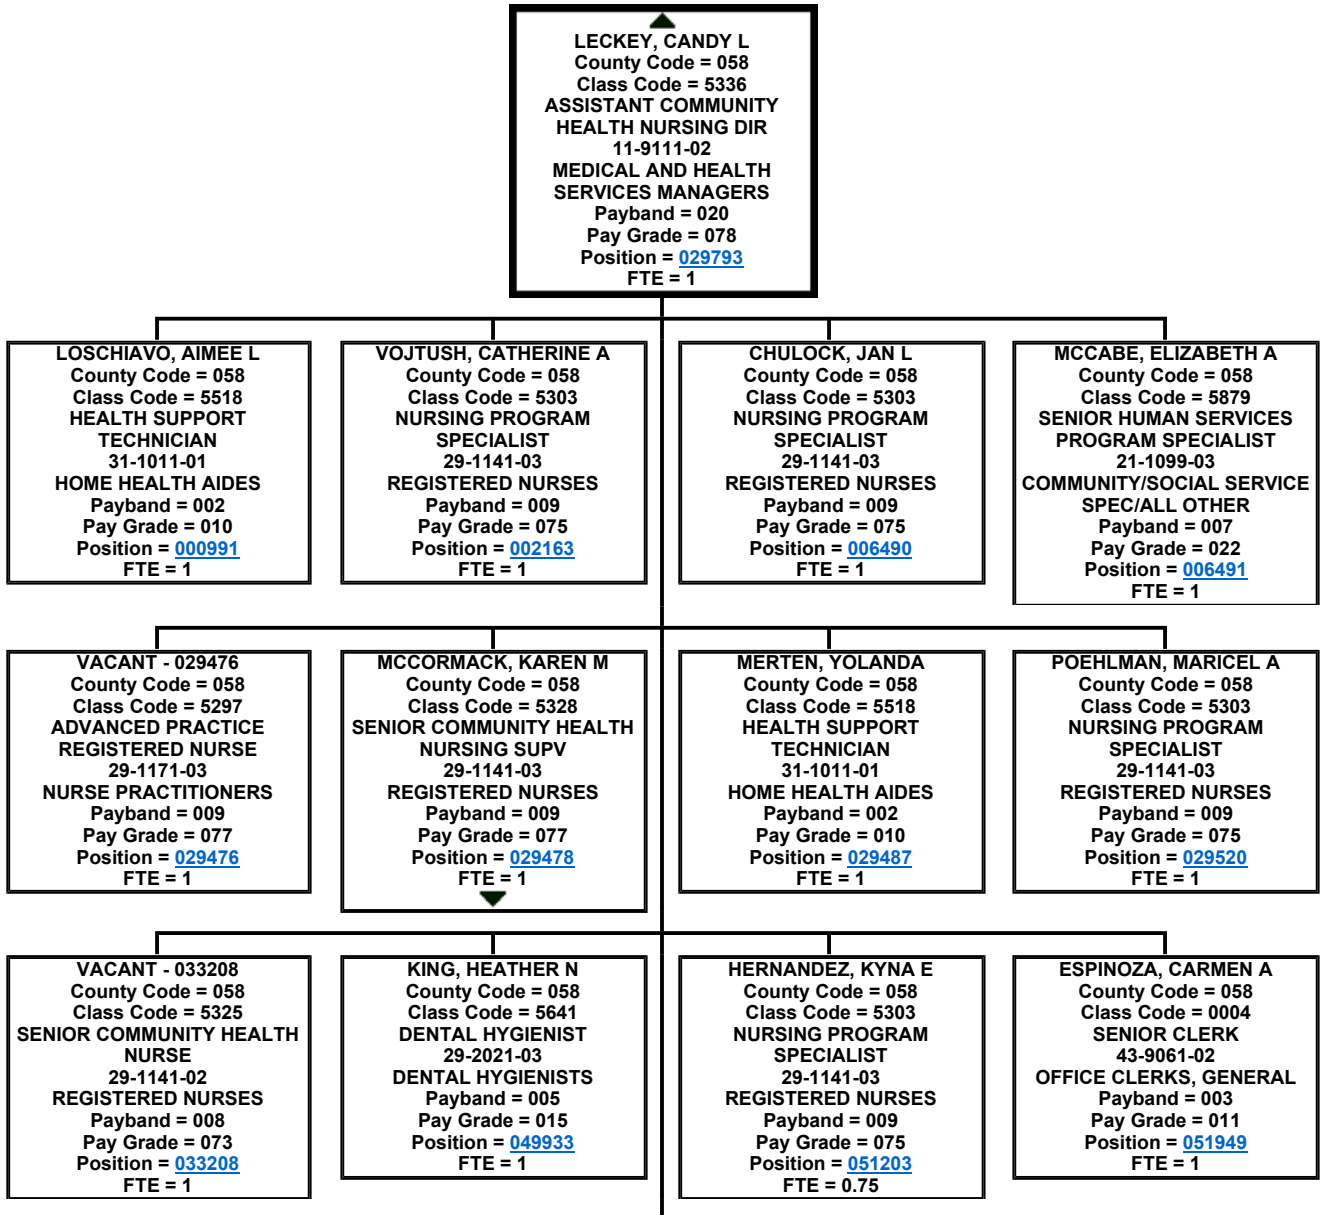 LECKEY, CANDY L
County Code = 058
Class Code = 5336
ASSISTANT COMMUNITY
HEALTH NURSING DIR
11-9111-02
MEDICAL AND HEALTH
SERVICES MANAGERS
Payband = 020
Pay Grade = 078
Position = 029793
FTE = 1
LOSCHIAVO, AIMEE L
County Code = 058
Class Code = 5518
HEALTH SUPPORT
TECHNICIAN
31-1011-01
HOME HEALTH AIDES
Payband = 002
Pay Grade = 010
Position = 000991
FTE = 1
VOJTUSH, CATHERINE A
County Code = 058
Class Code = 5303
NURSING PROGRAM
SPECIALIST
29-1141-03
REGISTERED NURSES
Payband = 009
Pay Grade = 075
Position = 002163
FTE = 1
CHULOCK, JAN L
County Code = 058
Class Code = 5303
NURSING PROGRAM
SPECIALIST
29-1141-03
REGISTERED NURSES
Payband = 009
Pay Grade = 075
Position = 006490
FTE = 1
MCCABE, ELIZABETH A
County Code = 058
Class Code = 5879
SENIOR HUMAN SERVICES
PROGRAM SPECIALIST
21-1099-03
COMMUNITY/SOCIAL SERVICE
SPEC/ALL OTHER
Payband = 007
Pay Grade = 022
Position = 006491
FTE = 1
VACANT - 029476
County Code = 058
Class Code = 5297
ADVANCED PRACTICE
REGISTERED NURSE
29-1171-03
NURSE PRACTITIONERS
Payband = 009
Pay Grade = 077
Position = 029476
FTE = 1
MCCORMACK, KAREN M
County Code = 058
Class Code = 5328
SENIOR COMMUNITY HEALTH
NURSING SUPV
29-1141-03
REGISTERED NURSES
Payband = 009
Pay Grade = 077
Position = 029478
FTE = 1
MERTEN, YOLANDA
County Code = 058
Class Code = 5518
HEALTH SUPPORT
TECHNICIAN
31-1011-01
HOME HEALTH AIDES
Payband = 002
Pay Grade = 010
Position = 029487
FTE = 1
POEHLMAN, MARICEL A
County Code = 058
Class Code = 5303
NURSING PROGRAM
SPECIALIST
29-1141-03
REGISTERED NURSES
Payband = 009
Pay Grade = 075
Position = 029520
FTE = 1
VACANT - 033208
County Code = 058
Class Code = 5325
SENIOR COMMUNITY HEALTH
NURSE
29-1141-02
REGISTERED NURSES
Payband = 008
Pay Grade = 073
Position = 033208
FTE = 1
KING, HEATHER N
County Code = 058
Class Code = 5641
DENTAL HYGIENIST
29-2021-03
DENTAL HYGIENISTS
Payband = 005
Pay Grade = 015
Position = 049933
FTE = 1
HERNANDEZ, KYNA E
County Code = 058
Class Code = 5303
NURSING PROGRAM
SPECIALIST
29-1141-03
REGISTERED NURSES
Payband = 009
Pay Grade = 075
Position = 051203
FTE = 0.75
ESPINOZA, CARMEN A
County Code = 058
Class Code = 0004
SENIOR CLERK
43-9061-02
OFFICE CLERKS, GENERAL
Payband = 003
Pay Grade = 011
Position = 051949
FTE = 1